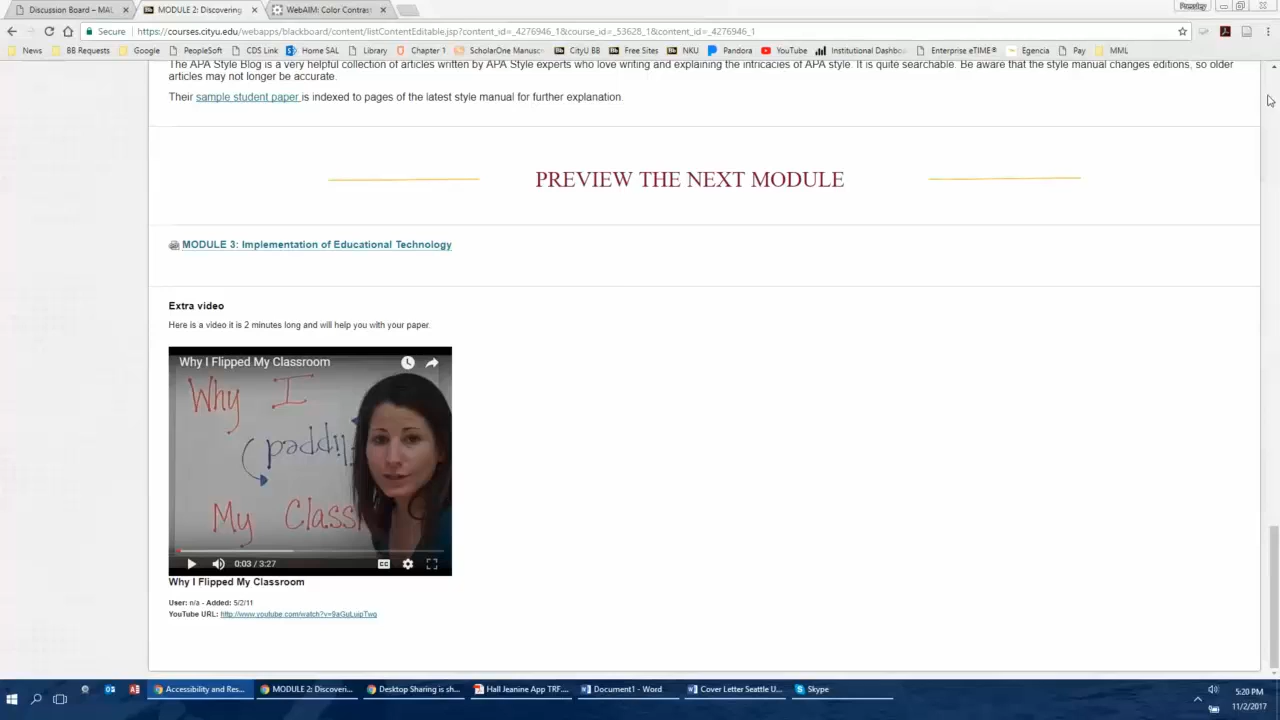 Discussion Board – MAL
MODULE 2: Discovering
WebAIM: Color Contrast
Presley
Secure
https://courses.cityu.edu/webapps/blackboard/content/listContentEditable.jsp?content_id=_4276946_1&course_id=_53628_1&content_id=_4276946_1
News BB Requests Google PeopleSoft CDS Link Home SAL Library Chapter 1 ScholarOne Manuscri CityU BB Free Sites NKU Pandora YouTube Institutional Dashbo Enterprise eTIME® Egencia Pay MML
The APA Style Blog is a very helpful collection of articles written by APA Style experts who love writing and explaining the intricacies of APA style. It is quite searchable. Be aware that the style manual changes editions, so older
articles may not longer be accurate.
Their sample student paper is indexed to pages of the latest style manual for further explanation.
PREVIEW THE NEXT MODULE
MODULE 3: Implementation of Educational Technology
Extra video
Here is a video it is 2 minutes long and will help you with your paper.
Why I Flipped My Classroom
Why I
flipped
My Class
0:03 / 3:27
CC
Why I Flipped My Classroom
User: n/a - Added: 5/2/11
YouTube URL: http://www.youtube.com/watch?v=9aGuLuipTwg
Accessibility and Res... MODULE 2: Discoveri... Desktop Sharing is sh... Hall Jeanine App TRF.... Document1 - Word Cover Letter Seattle U... Skype
5:20 PM
11/2/2017